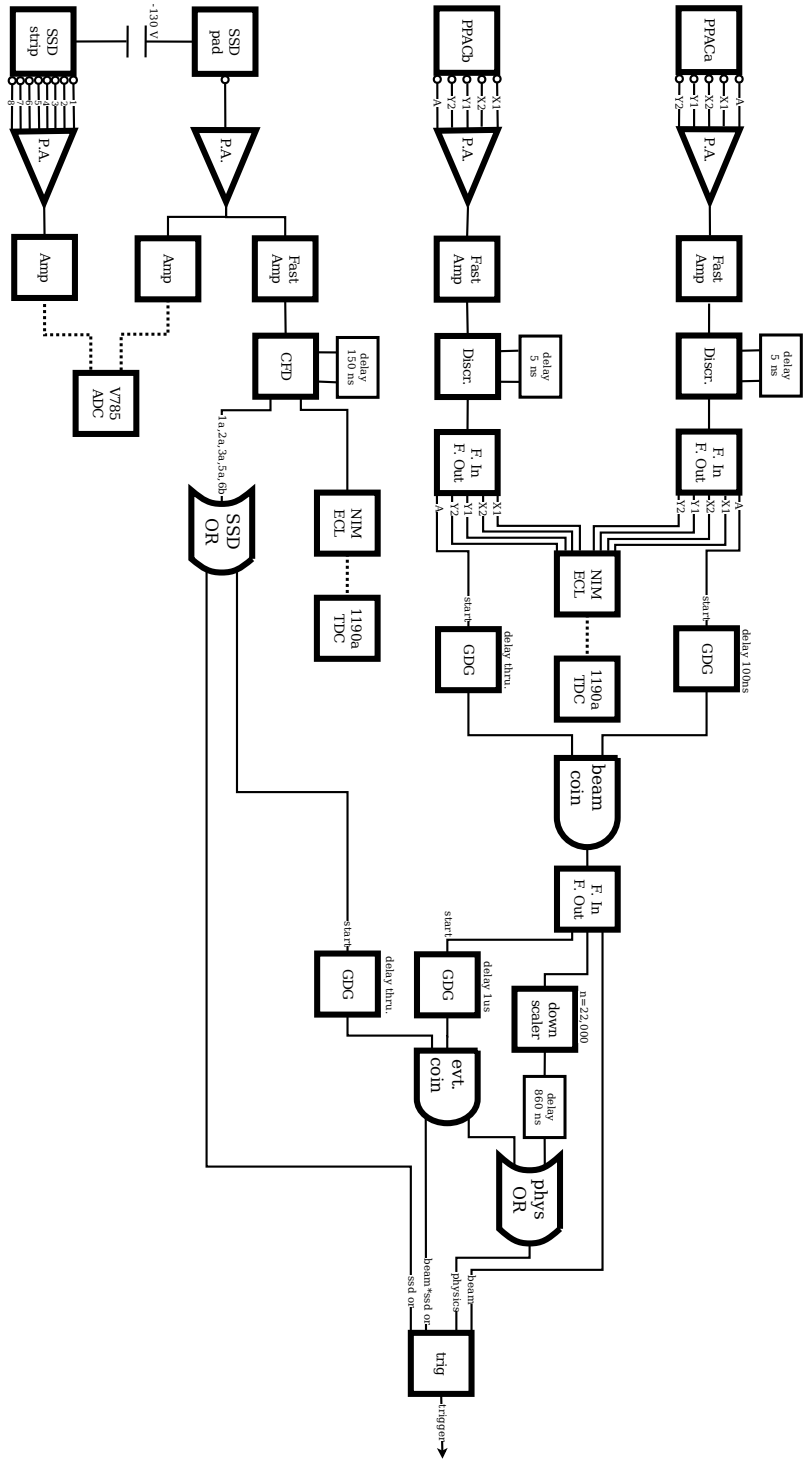 PPACa
A
X1
X2
Y1
Y2
P.A.
Fast
Amp
Discr.
delay
5 ns
F. In
F. Out
A
X1
X2
Y1
Y2
start
GDG
delay 100ns
PPACb
X1
X2
Y1
Y2
A
P.A.
Fast
Amp
Discr.
delay
5 ns
F. In
F. Out
X1
X2
Y1
Y2
A
NIM
ECL
1190a
TDC
start
GDG
delay thru.
beam
coin
F. In
F. Out
SSD
pad
-130 V
P.A.
Fast
Amp
Amp
CFD
delay
150 ns
NIM
ECL
1190a
TDC
1a,2a,3a,5a,6b
SSD
OR
SSD
strip
1
2
3
4
5
6
7
8
P.A.
Amp
V785
ADC
start
GDG
delay 1us
start
GDG
delay thru.
down
scaler
n=22,000
delay
860 ns
evt.
coin
phys
OR
beam
physics
beam*ssd or
ssd or
trig
trigger